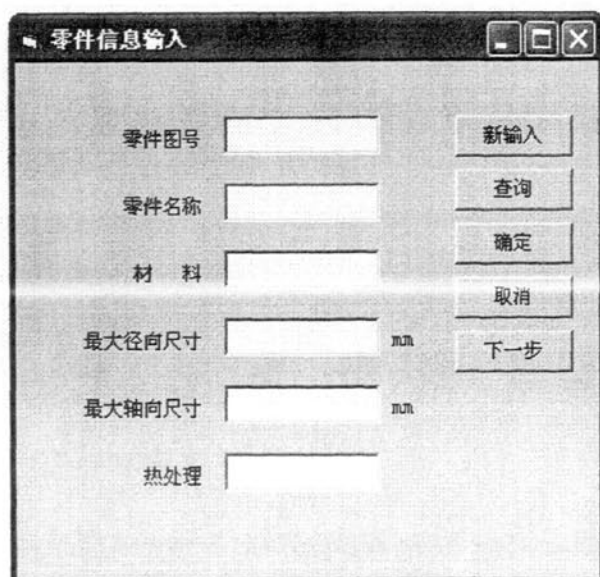 零件信息输入
零件图号
新输入
零件名称
查询
确定
材 料
取消
最大径向尺寸 mm
下一步
最大轴向尺寸 mm
热处理